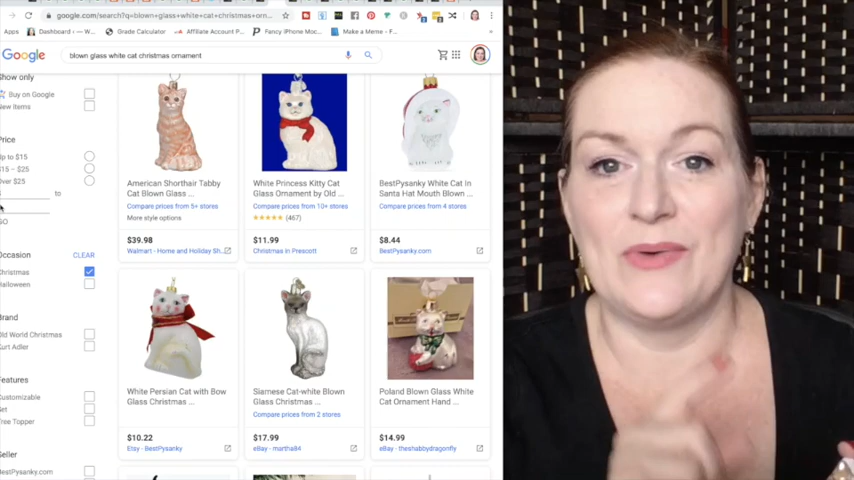 google.com/search?q=blown+glass+white+cat+christmas+orn...
Apps
Dashboard -- W...
Grade Calculator
Affiliate Account P...
Fancy iPhone Moc...
Make a Meme - F...
Google
blown glass white cat christmas ornament
Show only
Buy on Google
New items
Price
Up to $15
$15 – $25
Over $25
to
GO
Occasion
CLEAR
Christmas
Halloween
Brand
Old World Christmas
Kurt Adler
Features
Customizable
Set
Tree Topper
Seller
BestPysanky.com
American Shorthair Tabby
Cat Blown Glass ...
Compare prices from 5+ stores
More style options
$39.98
Walmart - Home and Holiday Sh...
White Princess Kitty Cat
Glass Ornament by Old ...
Compare prices from 10+ stores
(467)
$11.99
Christmas In Prescott
BestPysanky White Cat In
Santa Hat Mouth Blown ...
Compare prices from 4 stores
$8.44
BestPysanky.com
White Persian Cat with Bow
Glass Christmas ...
$10.22
Etsy - BestPysanky
Siamese Cat-white Blown
Glass Christmas ...
Compare prices from 2 stores
$17.99
eBay - martha84
Poland Blown Glass White
Cat Ornament Hand ...
$14.99
eBay - theshabbydragonfly